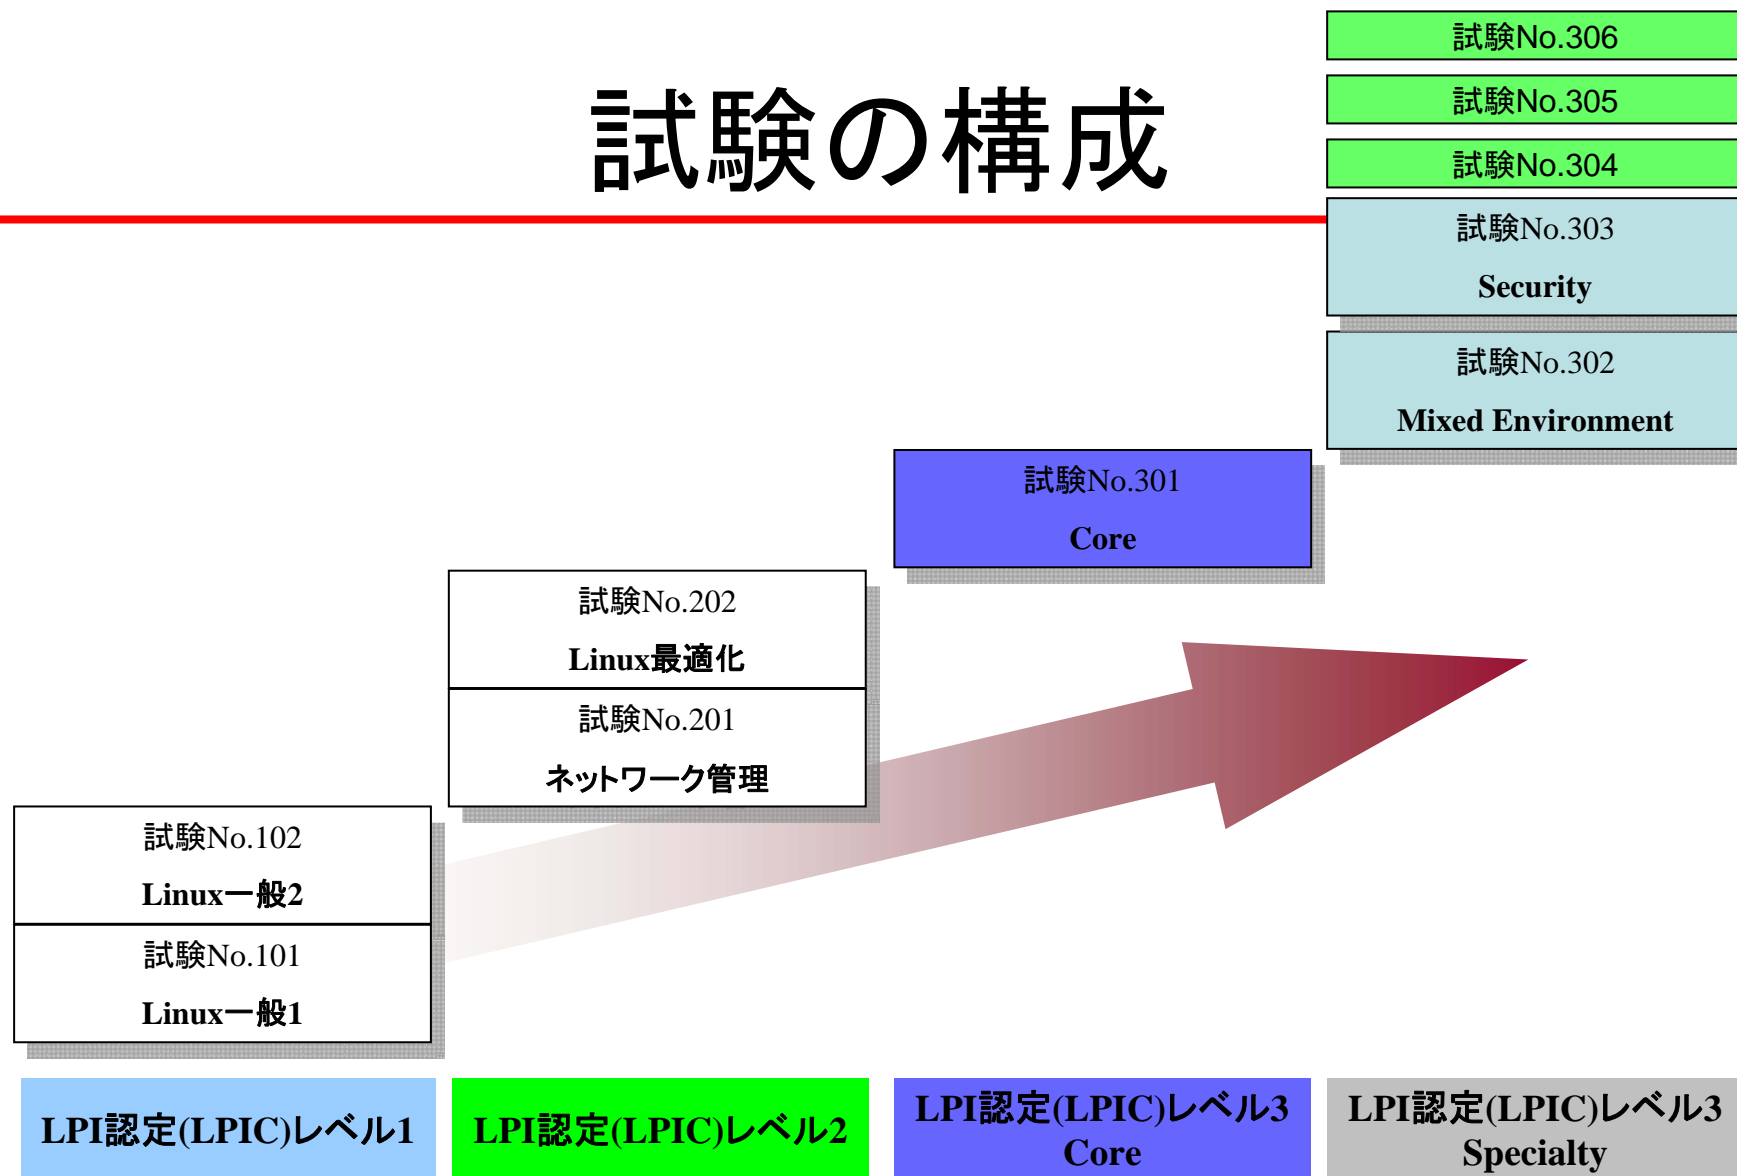 試験の構成
試験No.306
試験No.305
試験No.304
試験No.303
Security
試験No.302
Mixed Environment
試験No.301
Core
試験No.202
Linux最適化
試験No.201
ネットワーク管理
試験No.102
Linux一般2
試験No.101
Linux一般1
LPI認定(LPIC)レベル1
LPI認定(LPIC)レベル2
LPI認定(LPIC)レベル3
Core
LPI認定(LPIC)レベル3
Specialty